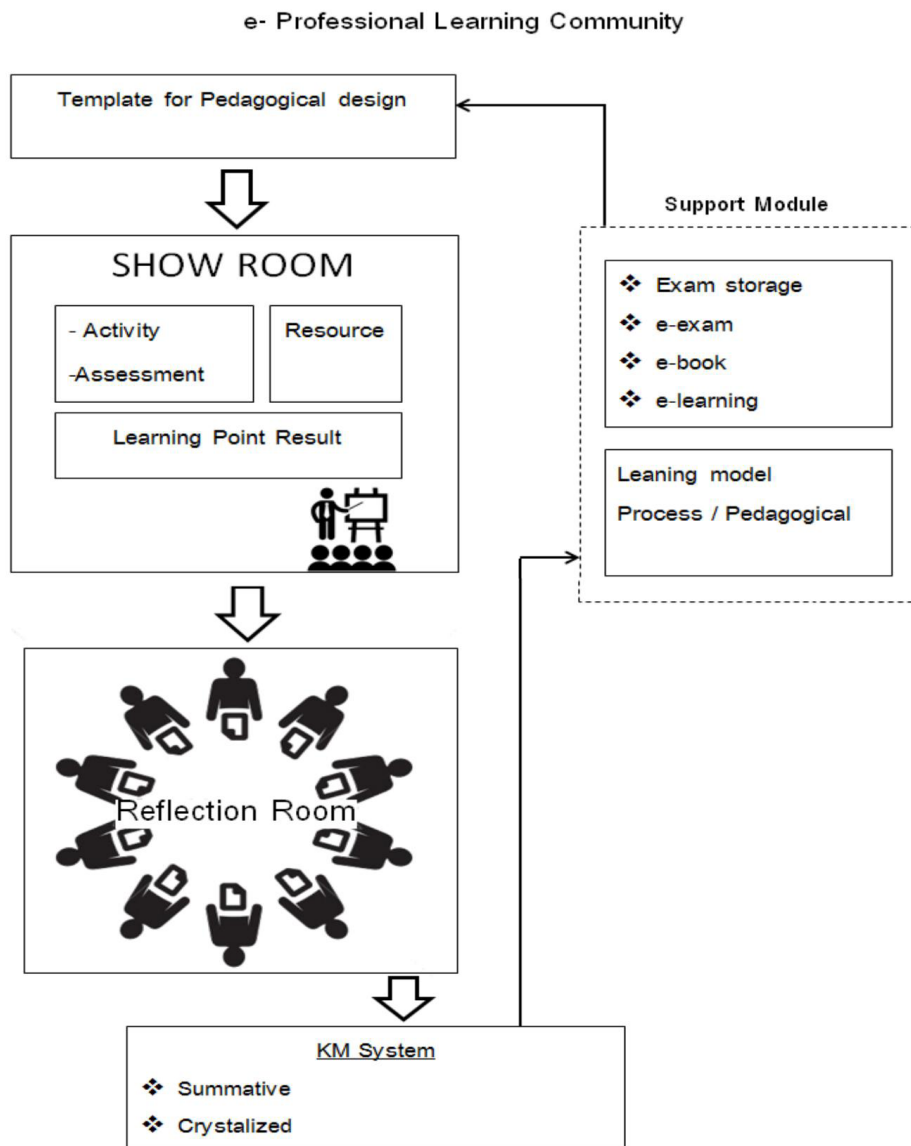 e- Professional Learning Community
Template for Pedagogical design
SHOW ROOM
- Activity
-Assessment
Resource
Learning Point Result
Reflection Room
KM System
❖ Summative
❖ Crystalized
Support Module
❖ Exam storage
❖ e-exam
❖ e-book
❖ e-learning
Leaning model
Process / Pedagogical